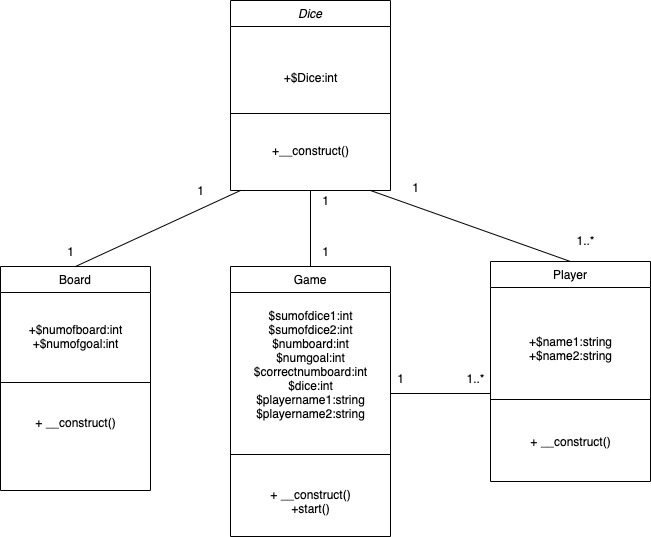 Dice
+$Dice:int
+__construct()
1
1
1
1
1
1..*
Board
+$numofboard:int
+$numofgoal:int
+ __construct()
Game
$sumofdice1:int
$sumofdice2:int
$numboard:int
$numgoal:int
$correctnumboard:int
$dice:int
$playername1:string
$playername2:string
+ __construct()
+start()
1
1..*
Player
+$name1:string
+$name2:string
+ __construct()